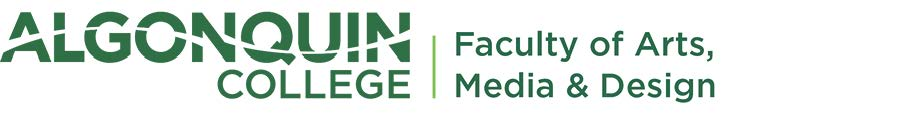 ALGONQUIN
COLLEGE
Faculty of Arts,
Media & Design